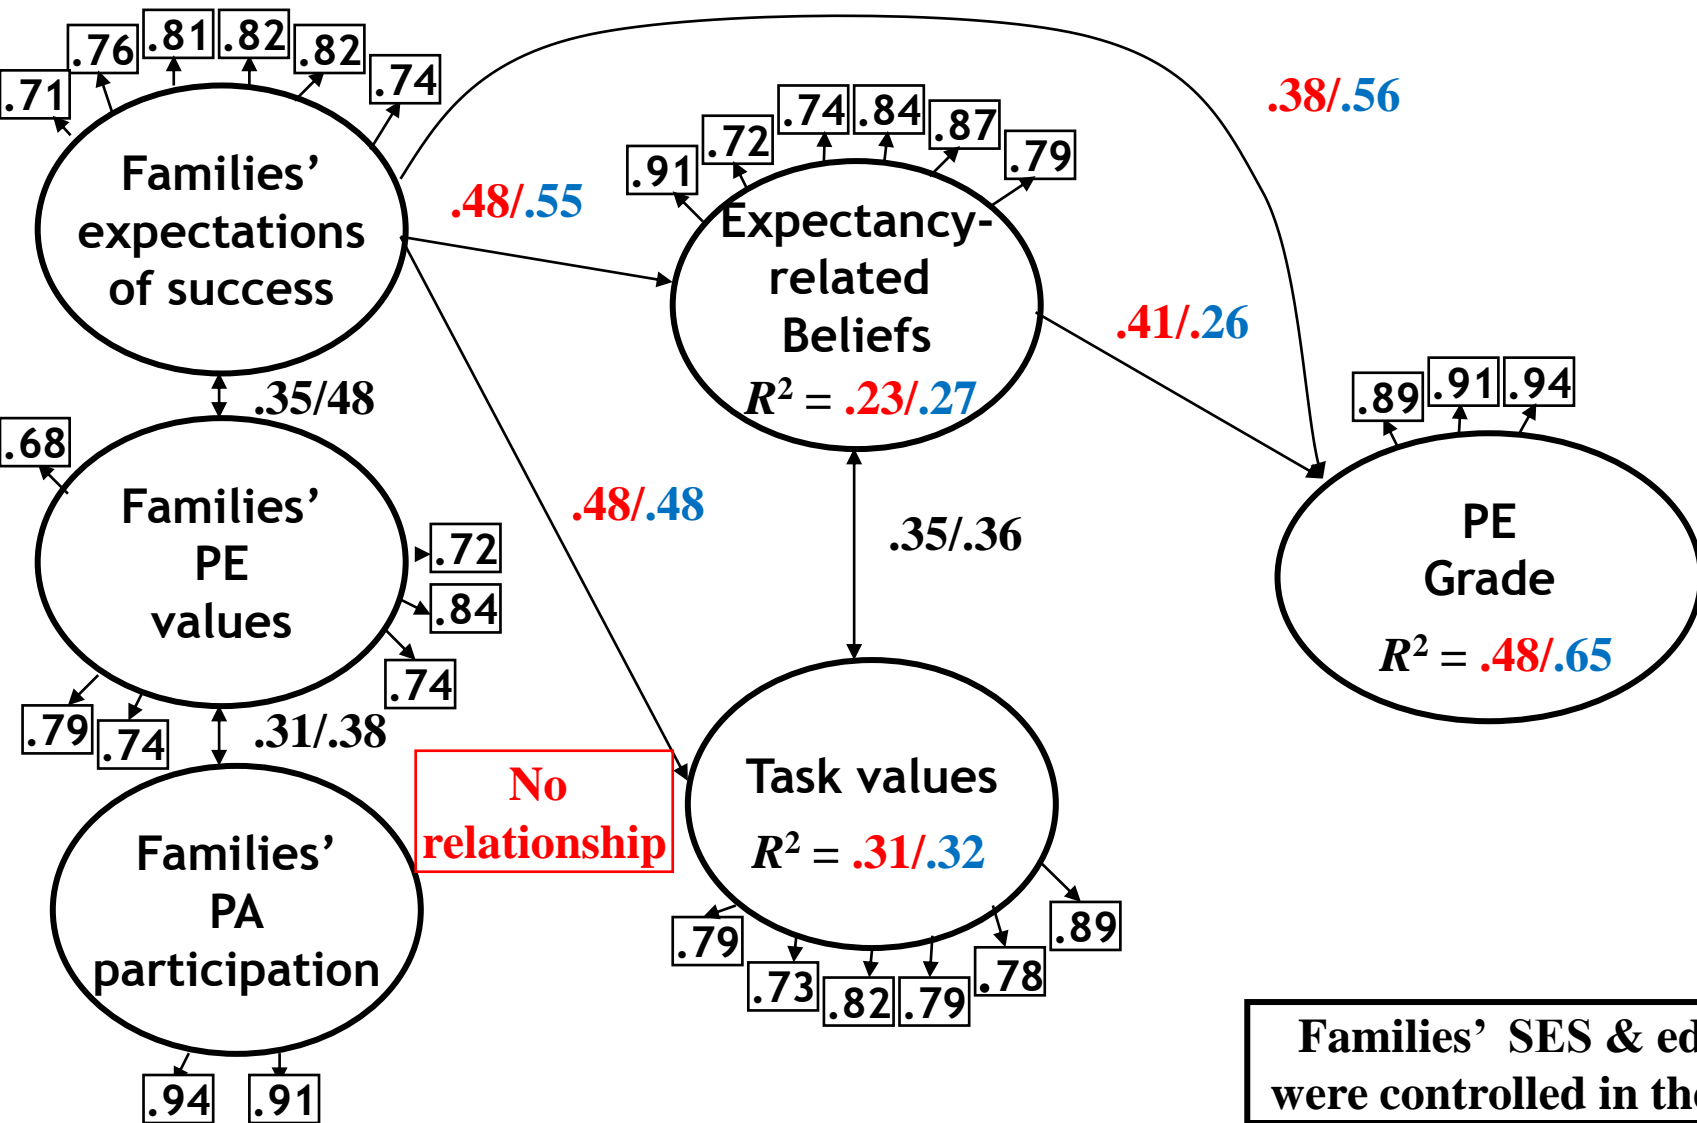 .71
.76
.81
.82
.82
.74
Families’
expectations
of success
.48/.55
.91
.72
.74
.84
.87
.79
Expectancy-
related
Beliefs
R² = .23/.27
.38/.56
.41/.26
.35/48
.68
Families’
PE
values
.72
.84
.74
.79
.74
.48/.48
.35/.36
.89
.91
.94
PE
Grade
R² = .48/.65
.31/.38
Families’
PA
participation
.94
.91
No
relationship
Task values
R² = .31/.32
.79
.73
.82
.79
.78
.89
Families’ SES & ed
were controlled in the